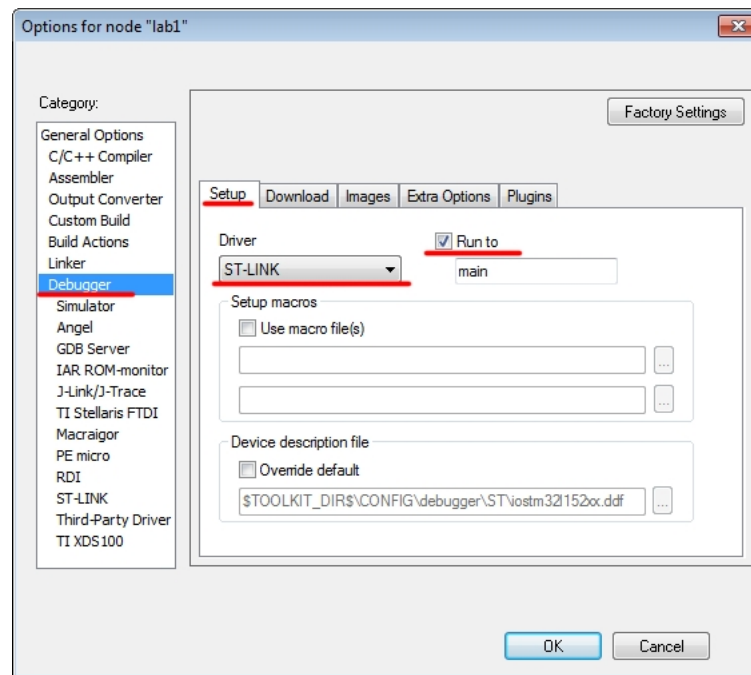 Options for node "lab1"
Category:
Factory Settings
General Options
C/C++ Compiler
Assembler
Output Converter
Custom Build
Build Actions
Linker
Debugger
Simulator
Angel
GDB Server
IAR ROM-monitor
J-Link/J-Trace
TI Stellaris FTDI
Macraigor
PE micro
RDI
ST-LINK
Third-Party Driver
TI XDS100
Setup Download Images Extra Options Plugins
Driver Run to
ST-LINK main
Setup macros
Use macro file(s)
...
...
Device description file
Override default
$TOOLKIT_DIR$\CONFIG\debugger\ST\iostm32l152xx.ddf ...
OK Cancel